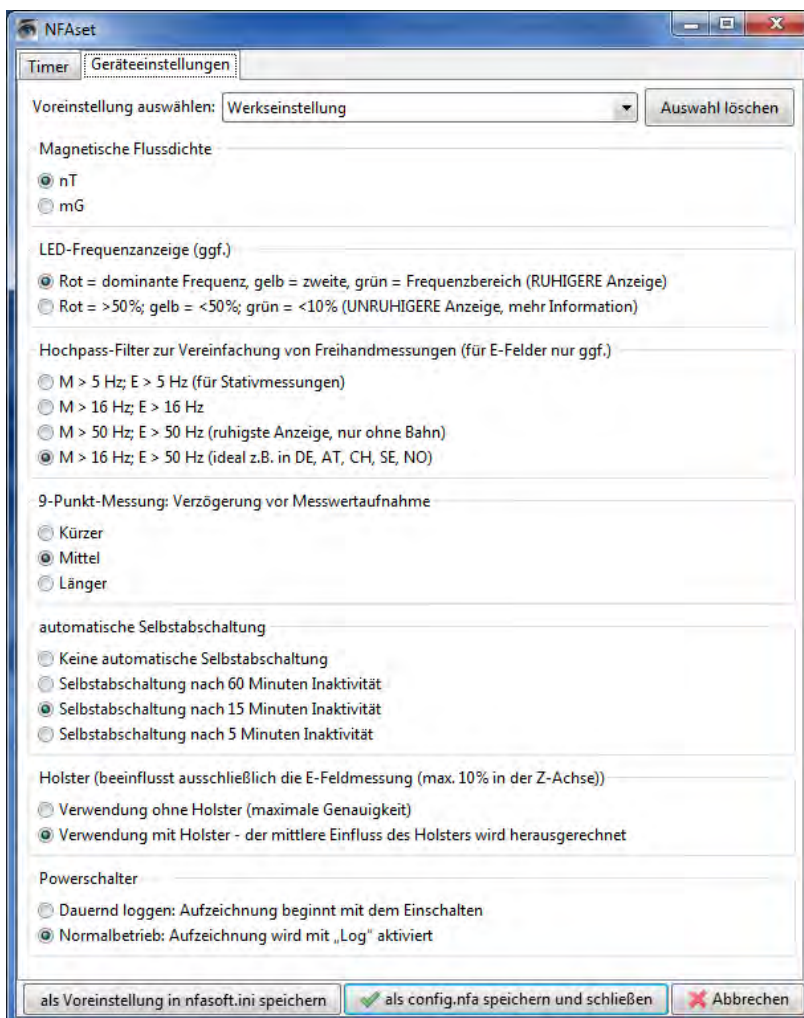 NFAset
Timer Geräteeinstellungen
Voreinstellung auswählen: Werkseinstellung Auswahl löschen
Magnetische Flussdichte
nT
mG
LED-Frequenzanzeige (ggf.)
Rot = dominante Frequenz, gelb = zweite, grün = Frequenzbereich (RUHIGERE Anzeige)
Rot = >50%; gelb = <50%; grün = <10% (UNRUHIGERE Anzeige, mehr Information)
Hochpass-Filter zur Vereinfachung von Freihandmessungen (für E-Felder nur ggf.)
M > 5 Hz; E > 5 Hz (für Stativmessungen)
M > 16 Hz; E > 16 Hz
M > 50 Hz; E > 50 Hz (ruhigste Anzeige, nur ohne Bahn)
M > 16 Hz; E > 50 Hz (ideal z.B. in DE, AT, CH, SE, NO)
9-Punkt-Messung: Verzögerung vor Messwertaufnahme
Kürzer
Mittel
Länger
automatische Selbstabschaltung
Keine automatische Selbstabschaltung
Selbstabschaltung nach 60 Minuten Inaktivität
Selbstabschaltung nach 15 Minuten Inaktivität
Selbstabschaltung nach 5 Minuten Inaktivität
Holster (beeinflusst ausschließlich die E-Feldmessung (max. 10% in der Z-Achse))
Verwendung ohne Holster (maximale Genauigkeit)
Verwendung mit Holster - der mittlere Einfluss des Holsters wird herausgerechnet
Powerschalter
Dauernd loggen: Aufzeichnung beginnt mit dem Einschalten
Normalbetrieb: Aufzeichnung wird mit „Log" aktiviert
als Voreinstellung in nfasoft.ini speichern als config.nfa speichern und schließen Abbrechen